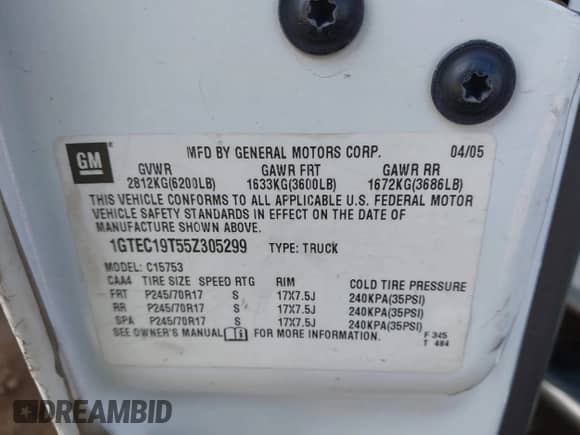 GM
MFD BY GENERAL MOTORS CORP. 04/05
GVWR GAWR FRT GAWR RR
2812KG(6200LB) 1633KG(3600LB) 1672KG(3686LB)
THIS VEHICLE CONFORMS TO ALL APPLICABLE U.S. FEDERAL MOTOR
VEHICLE SAFETY STANDARDS IN EFFECT ON THE DATE OF
MANUFACTURE SHOWN ABOVE.
1GTEC19T55Z305299 TYPE: TRUCK
MODEL: C15753
CAA4 TIRE SIZE SPEED RTG RIM COLD TIRE PRESSURE
FRT P245/70R17 S 17X7.5J 240KPA(35PSI)
RR P245/70R17 S 17X7.5J 240KPA(35PSI)
SPA P245/70R17 S 17X7.5J 240KPA(35PSI)
SEE OWNER'S MANUAL i FOR MORE INFORMATION.
F 345
T 484
DREAMBID